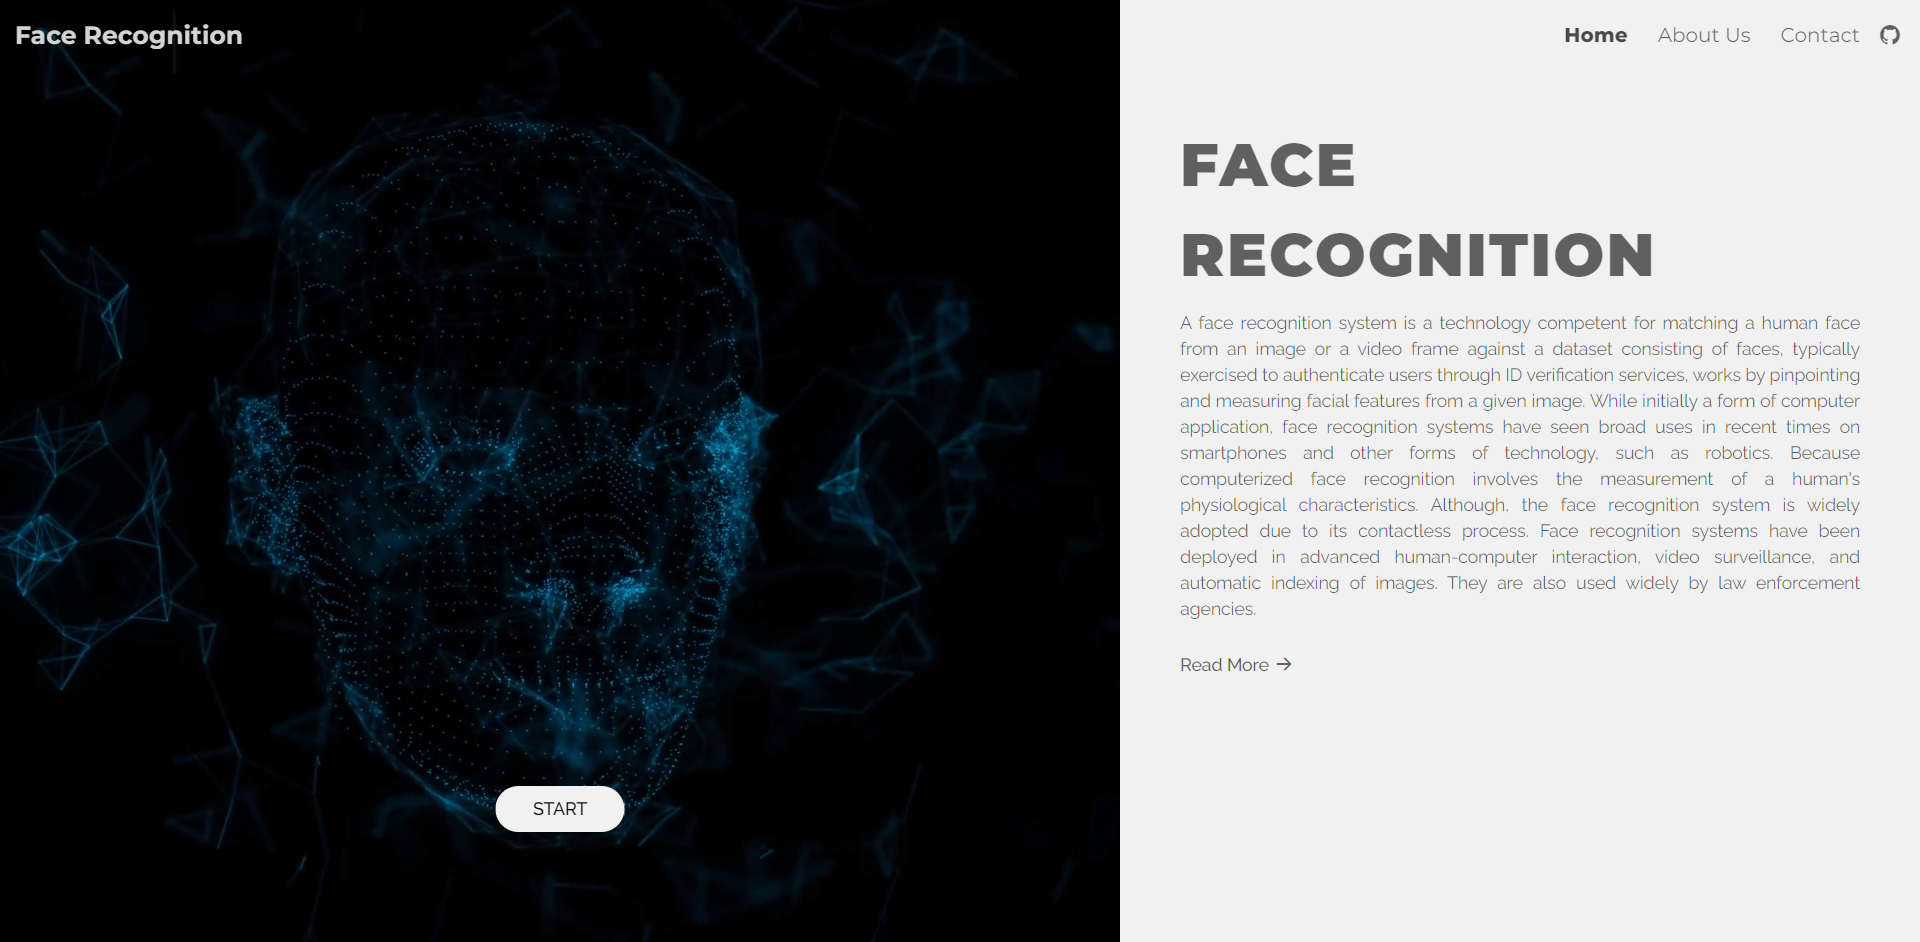 Face Recognition
Home About Us Contact
FACE
RECOGNITION
A face recognition system is a technology competent for matching a human face
from an image or a video frame against a dataset consisting of faces, typically
exercised to authenticate users through ID verification services, works by pinpointing
and measuring facial features from a given image. While initially a form of computer
application, face recognition systems have seen broad uses in recent times on
smartphones and other forms of technology, such as robotics. Because
computerized face recognition involves the measurement of a human's
physiological characteristics. Although, the face recognition system is widely
adopted due to its contactless process. Face recognition systems have been
deployed in advanced human-computer interaction, video surveillance, and
automatic indexing of images. They are also used widely by law enforcement
agencies.
Read More
START